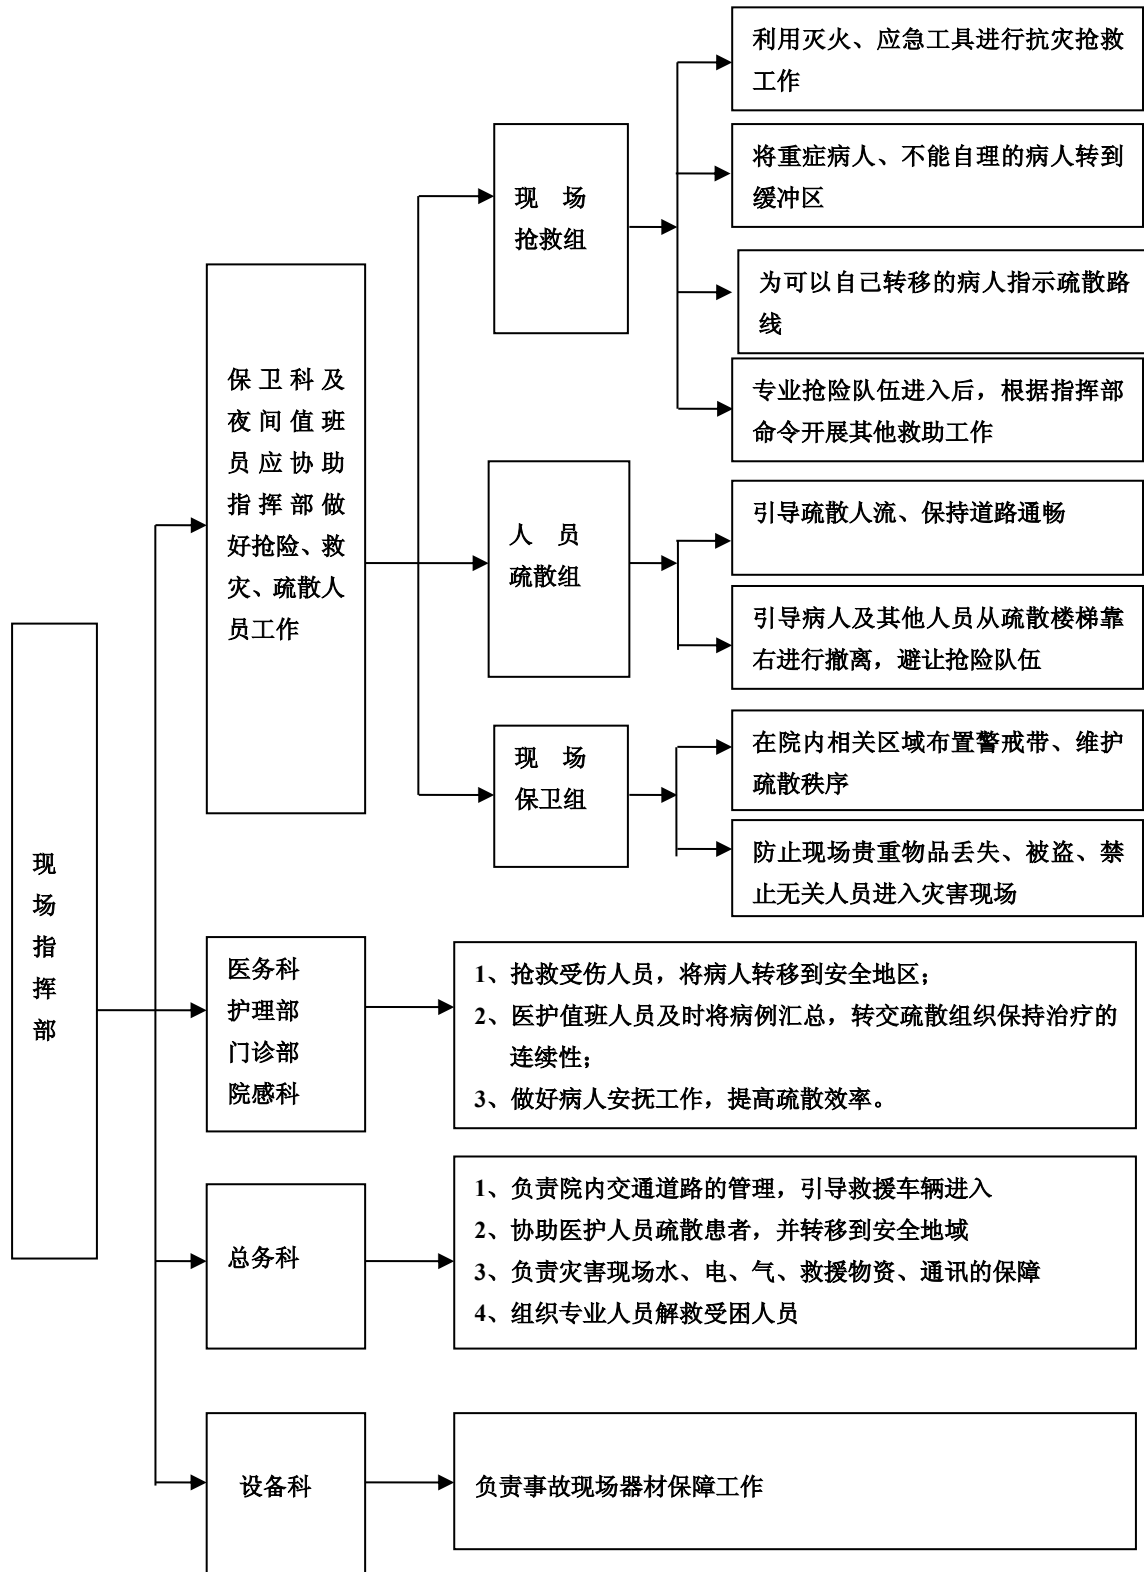 现
场
指
挥
部
保卫科及
夜间值班
员应协助
指挥部做
好抢险、救
灾、疏散人
员工作
现 场
抢救组
利用灭火、应急工具进行抗灾抢救
工作
将重症病人、不能自理的病人转到
缓冲区
为可以自己转移的病人指示疏散路
线
专业抢险队伍进入后，根据指挥部
命令开展其他救助工作
人 员
疏散组
引导疏散人流、保持道路通畅
引导病人及其他人员从疏散楼梯靠
右进行撤离，避让抢险队伍
现 场
保卫组
在院内相关区域布置警戒带、维护
疏散秩序
防止现场贵重物品丢失、被盗、禁
止无关人员进入灾害现场
医务科
护理部
门诊部
院感科
1、抢救受伤人员，将病人转移到安全地区；
2、医护值班人员及时将病例汇总，转交疏散组织保持治疗的
连续性；
3、做好病人安抚工作，提高疏散效率。
总务科
1、负责院内交通道路的管理，引导救援车辆进入
2、协助医护人员疏散患者，并转移到安全地域
3、负责灾害现场水、电、气、救援物资、通讯的保障
4、组织专业人员解救受困人员
设备科
负责事故现场器材保障工作